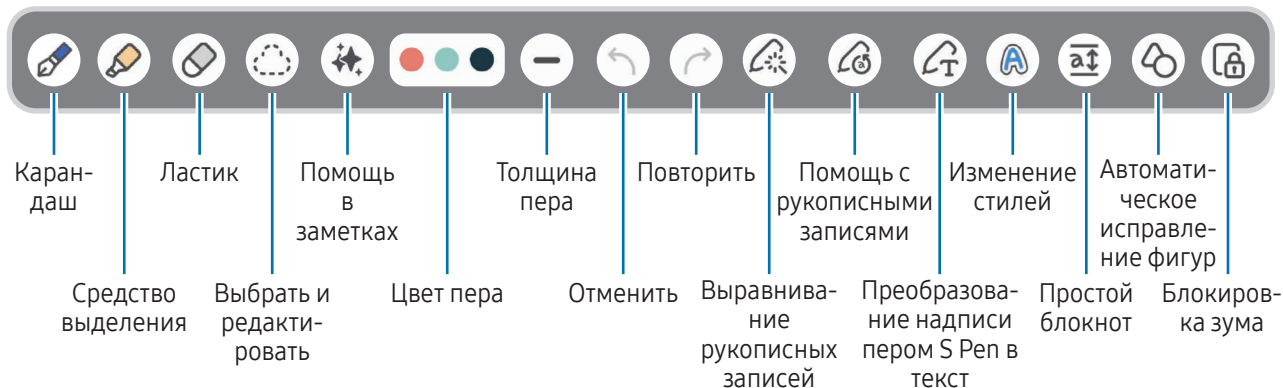 Каран-
даш
Ластик
Помощь
в
заметках
Толщина
пера
Повторить
Помощь с
рукописными
записями
Изменение
стилей
Автомати-
ческое
исправле-
ние фигур
Средство
выделения
Выбрать и
редакти-
ровать
Цвет пера
Отменить
Выравнива-
ние
рукописных
записей
Преобразова-
ние надписи
пером S Pen в
текст
Простой
блокнот
Блокиров-
ка зума